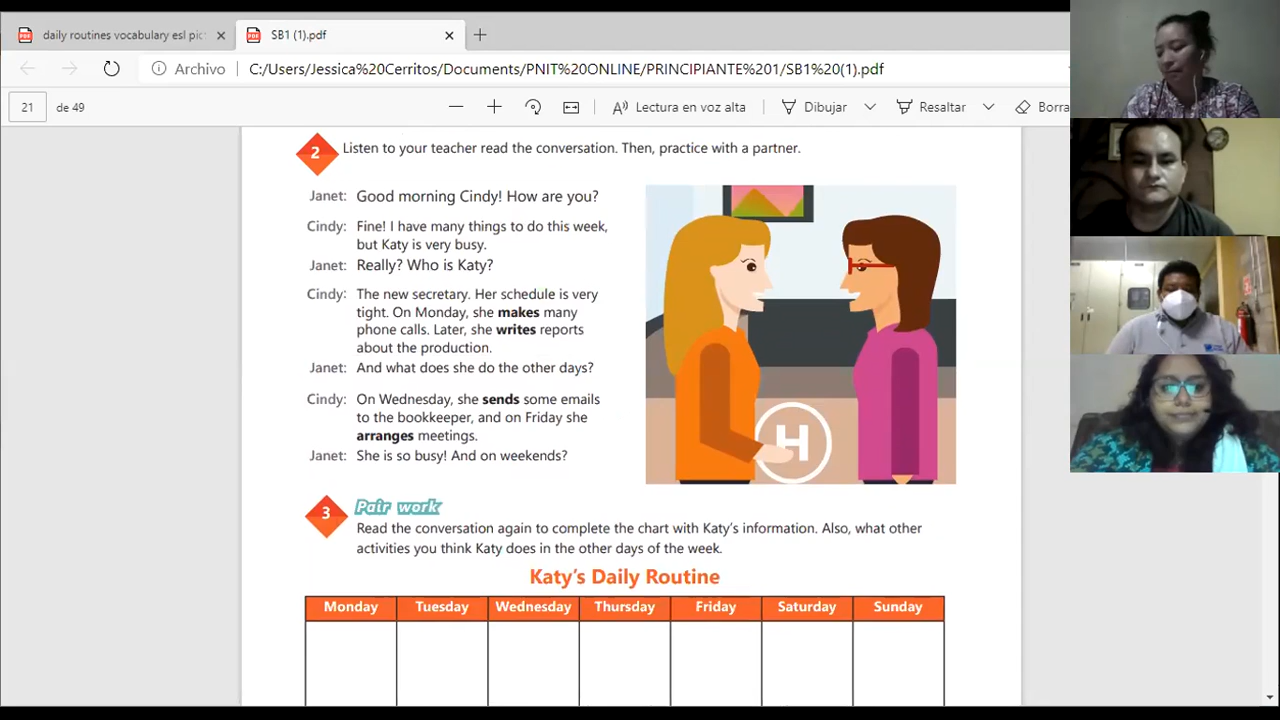 daily routines vocabulary esl pic
SB1 (1).pdf
Archivo
C:/Users/Jessica%20Cerritos/Documents/PNIT%20ONLINE/PRINCIPIANTE%201/SB1%20(1).pdf
21 de 49
Lectura en voz alta
Dibujar
Resaltar
Borra
2 Listen to your teacher read the conversation. Then, practice with a partner.
Janet: Good morning Cindy! How are you?
Cindy: Fine! I have many things to do this week,
but Katy is very busy.
Janet: Really? Who is Katy?
Cindy: The new secretary. Her schedule is very
tight. On Monday, she makes many
phone calls. Later, she writes reports
about the production.
Janet: And what does she do the other days?
Cindy: On Wednesday, she sends some emails
to the bookkeeper, and on Friday she
arranges meetings.
Janet: She is so busy! And on weekends?
H
3 Pair work
Read the conversation again to complete the chart with Katy's information. Also, what other
activities you think Katy does in the other days of the week.
Katy's Daily Routine
Monday Tuesday Wednesday Thursday Friday Saturday Sunday